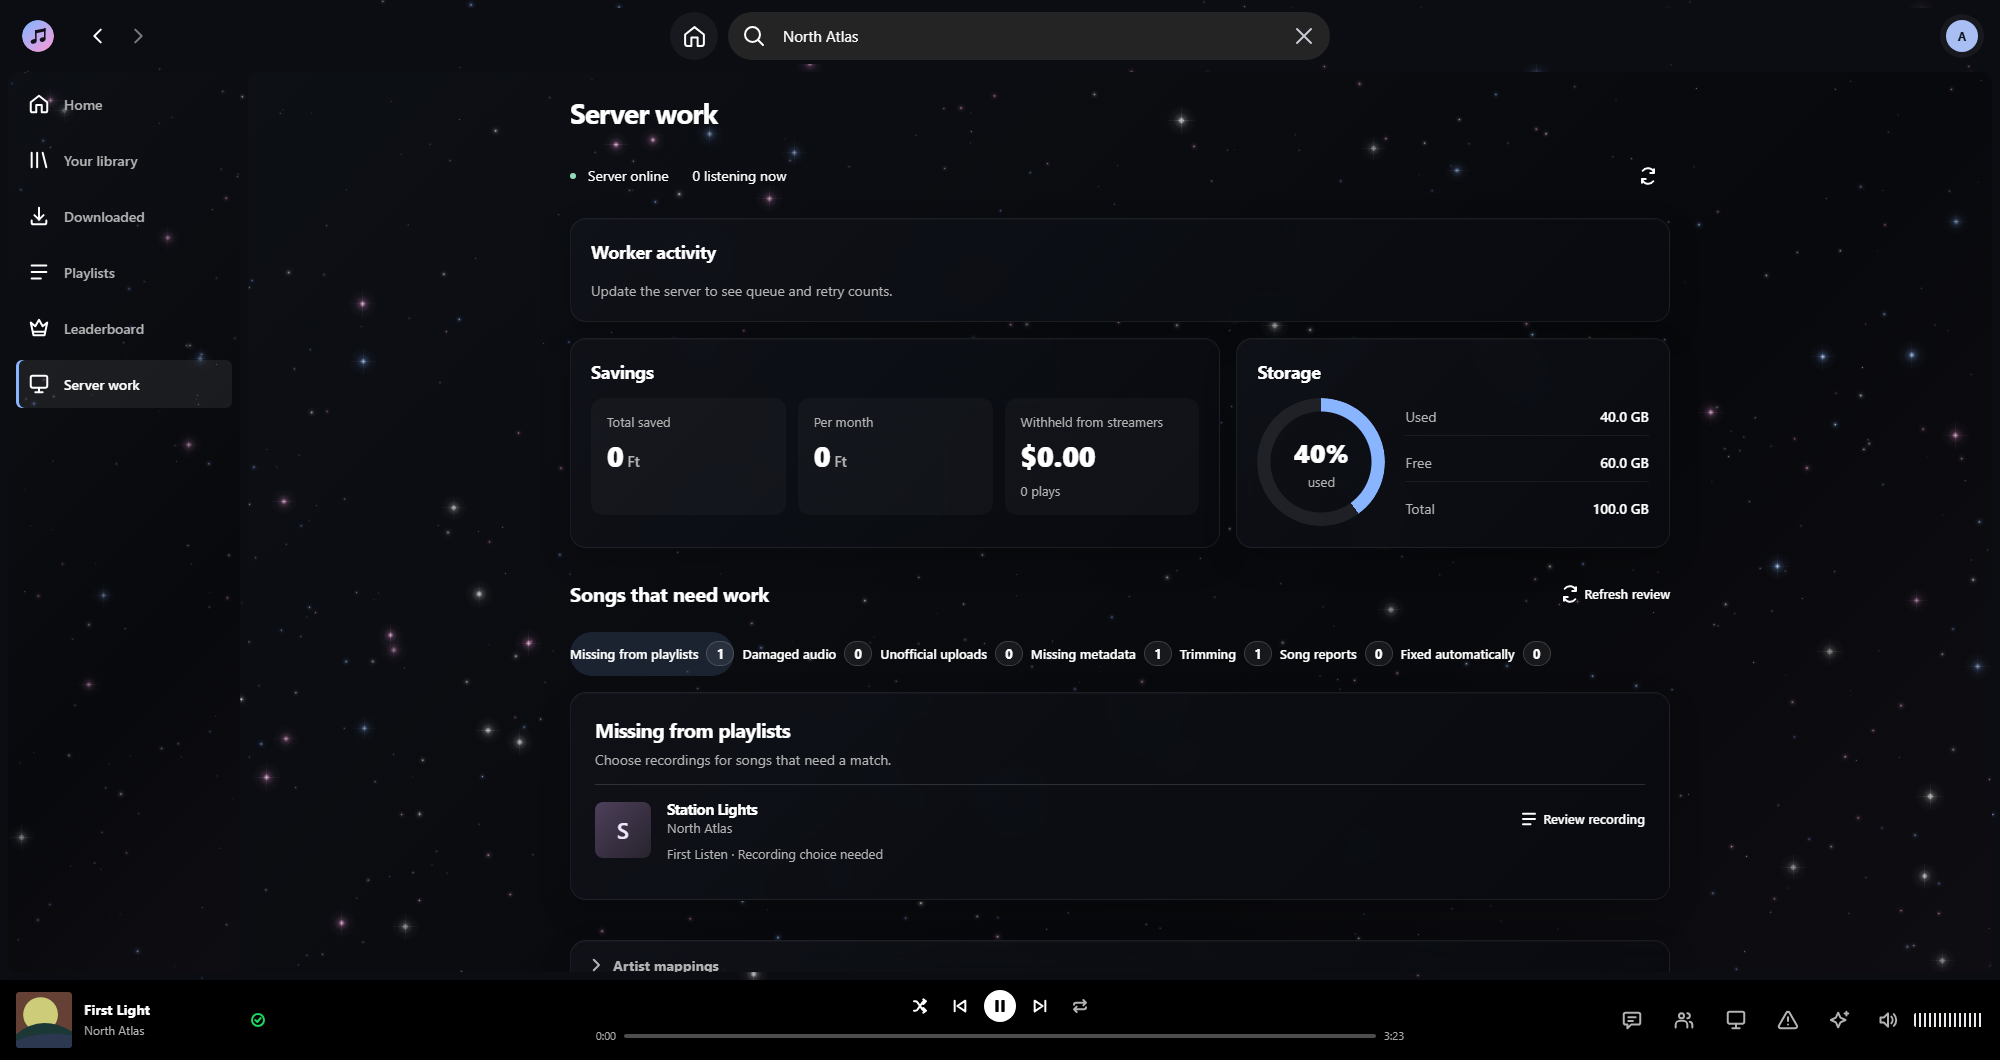 North Atlas
A
Home
Your library
Downloaded
Playlists
Leaderboard
Server work
Server work
Server online 0 listening now
Worker activity
Update the server to see queue and retry counts.
Savings
Total saved
0 Ft
Per month
0 Ft
Withheld from streamers
$0.00
0 plays
Storage
40%
used
Used 40.0 GB
Free 60.0 GB
Total 100.0 GB
Songs that need work
Refresh review
Missing from playlists 1 Damaged audio 0 Unofficial uploads 0 Missing metadata 1 Trimming 1 Song reports 0 Fixed automatically 0
Missing from playlists
Choose recordings for songs that need a match.
S
Station Lights
North Atlas
First Listen · Recording choice needed
Review recording
Artist mappings
First Light
North Atlas
0:00 3:23